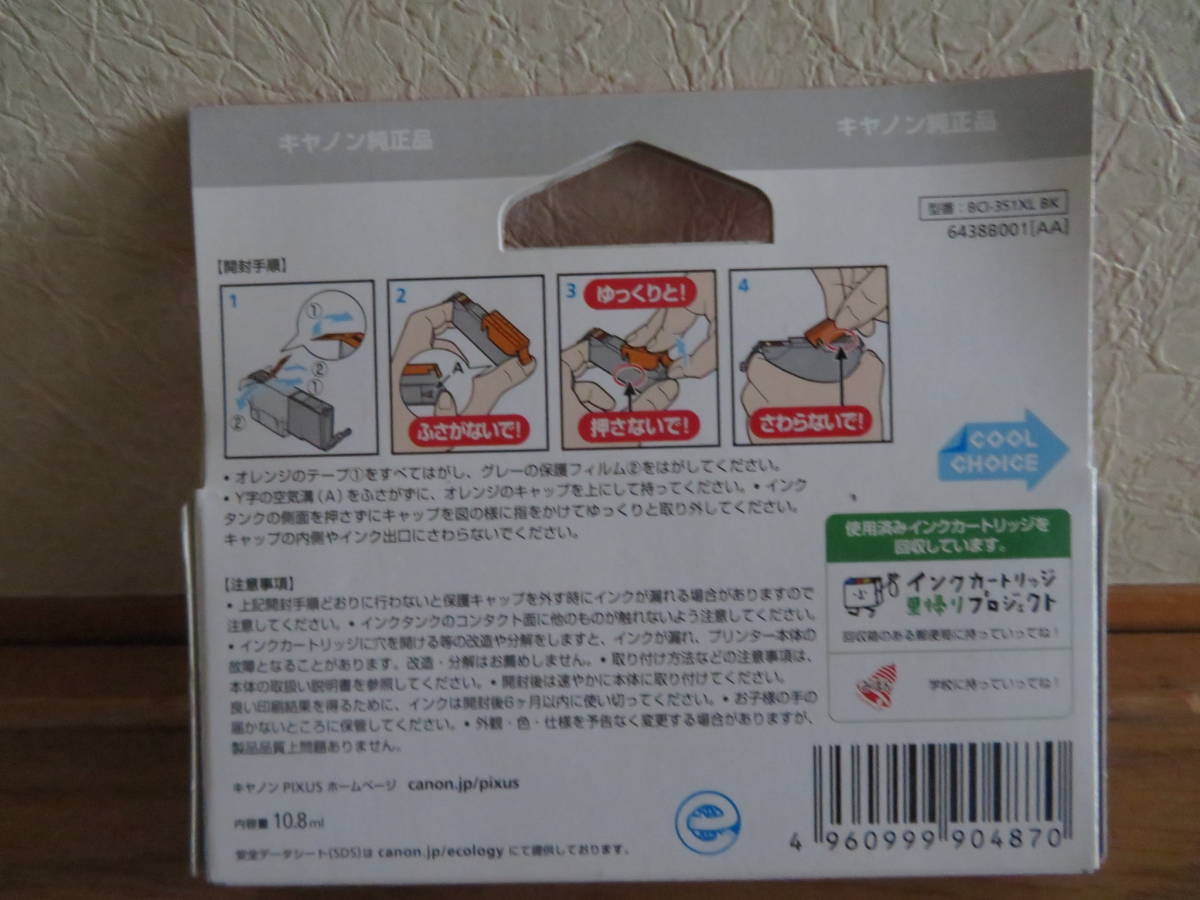 キヤノン純正品
キヤノン純正品
型番：BCI-351XL BK
6438B001[AA]
【開封手順】
1
①
②
①
②
2
A
ふさがないで！
3
ゆっくりと！
押さないで！
4
さわらないで！
・オレンジのテープ①をすべてはがし、グレーの保護フィルム②をはがしてください。
・Y字の空気溝（A）をふさがずに、オレンジのキャップを上にして持ってください。・インク
タンクの側面を押さずにキャップを図の様に指をかけてゆっくりと取り外してください。
キャップの内側やインク出口にさわらないでください。
COOL
CHOICE
使用済みインクカートリッジを
回収しています。
インクカートリッジ
里帰りプロジェクト
回収箱のある郵便局に持っていってね！
学校に持っていってね！
【注意事項】
・上記開封手順どおりに行わないと保護キャップを外す時にインクが漏れる場合がありますので
注意してください。・インクタンクのコンタクト面に他のものが触れないよう注意してください。
・インクカートリッジに穴を開ける等の改造や分解をしますと、インクが漏れ、プリンター本体の
故障となることがあります。改造・分解はお薦めしません。・取り付け方法などの注意事項は、
本体の取扱い説明書を参照してください。・開封後は速やかに本体に取り付けてください。
良い印刷結果を得るために、インクは開封後6ヶ月以内に使い切ってください。・お子様の手の
届かないところに保管してください。・外観・色・仕様を予告なく変更する場合がありますが、
製品品質上問題ありません。
キヤノン PIXUS ホームページ canon.jp/pixus
内容量 10.8ml
安全データシート(SDS)は canon.jp/ecology にて提供しております。
4 960999 904870